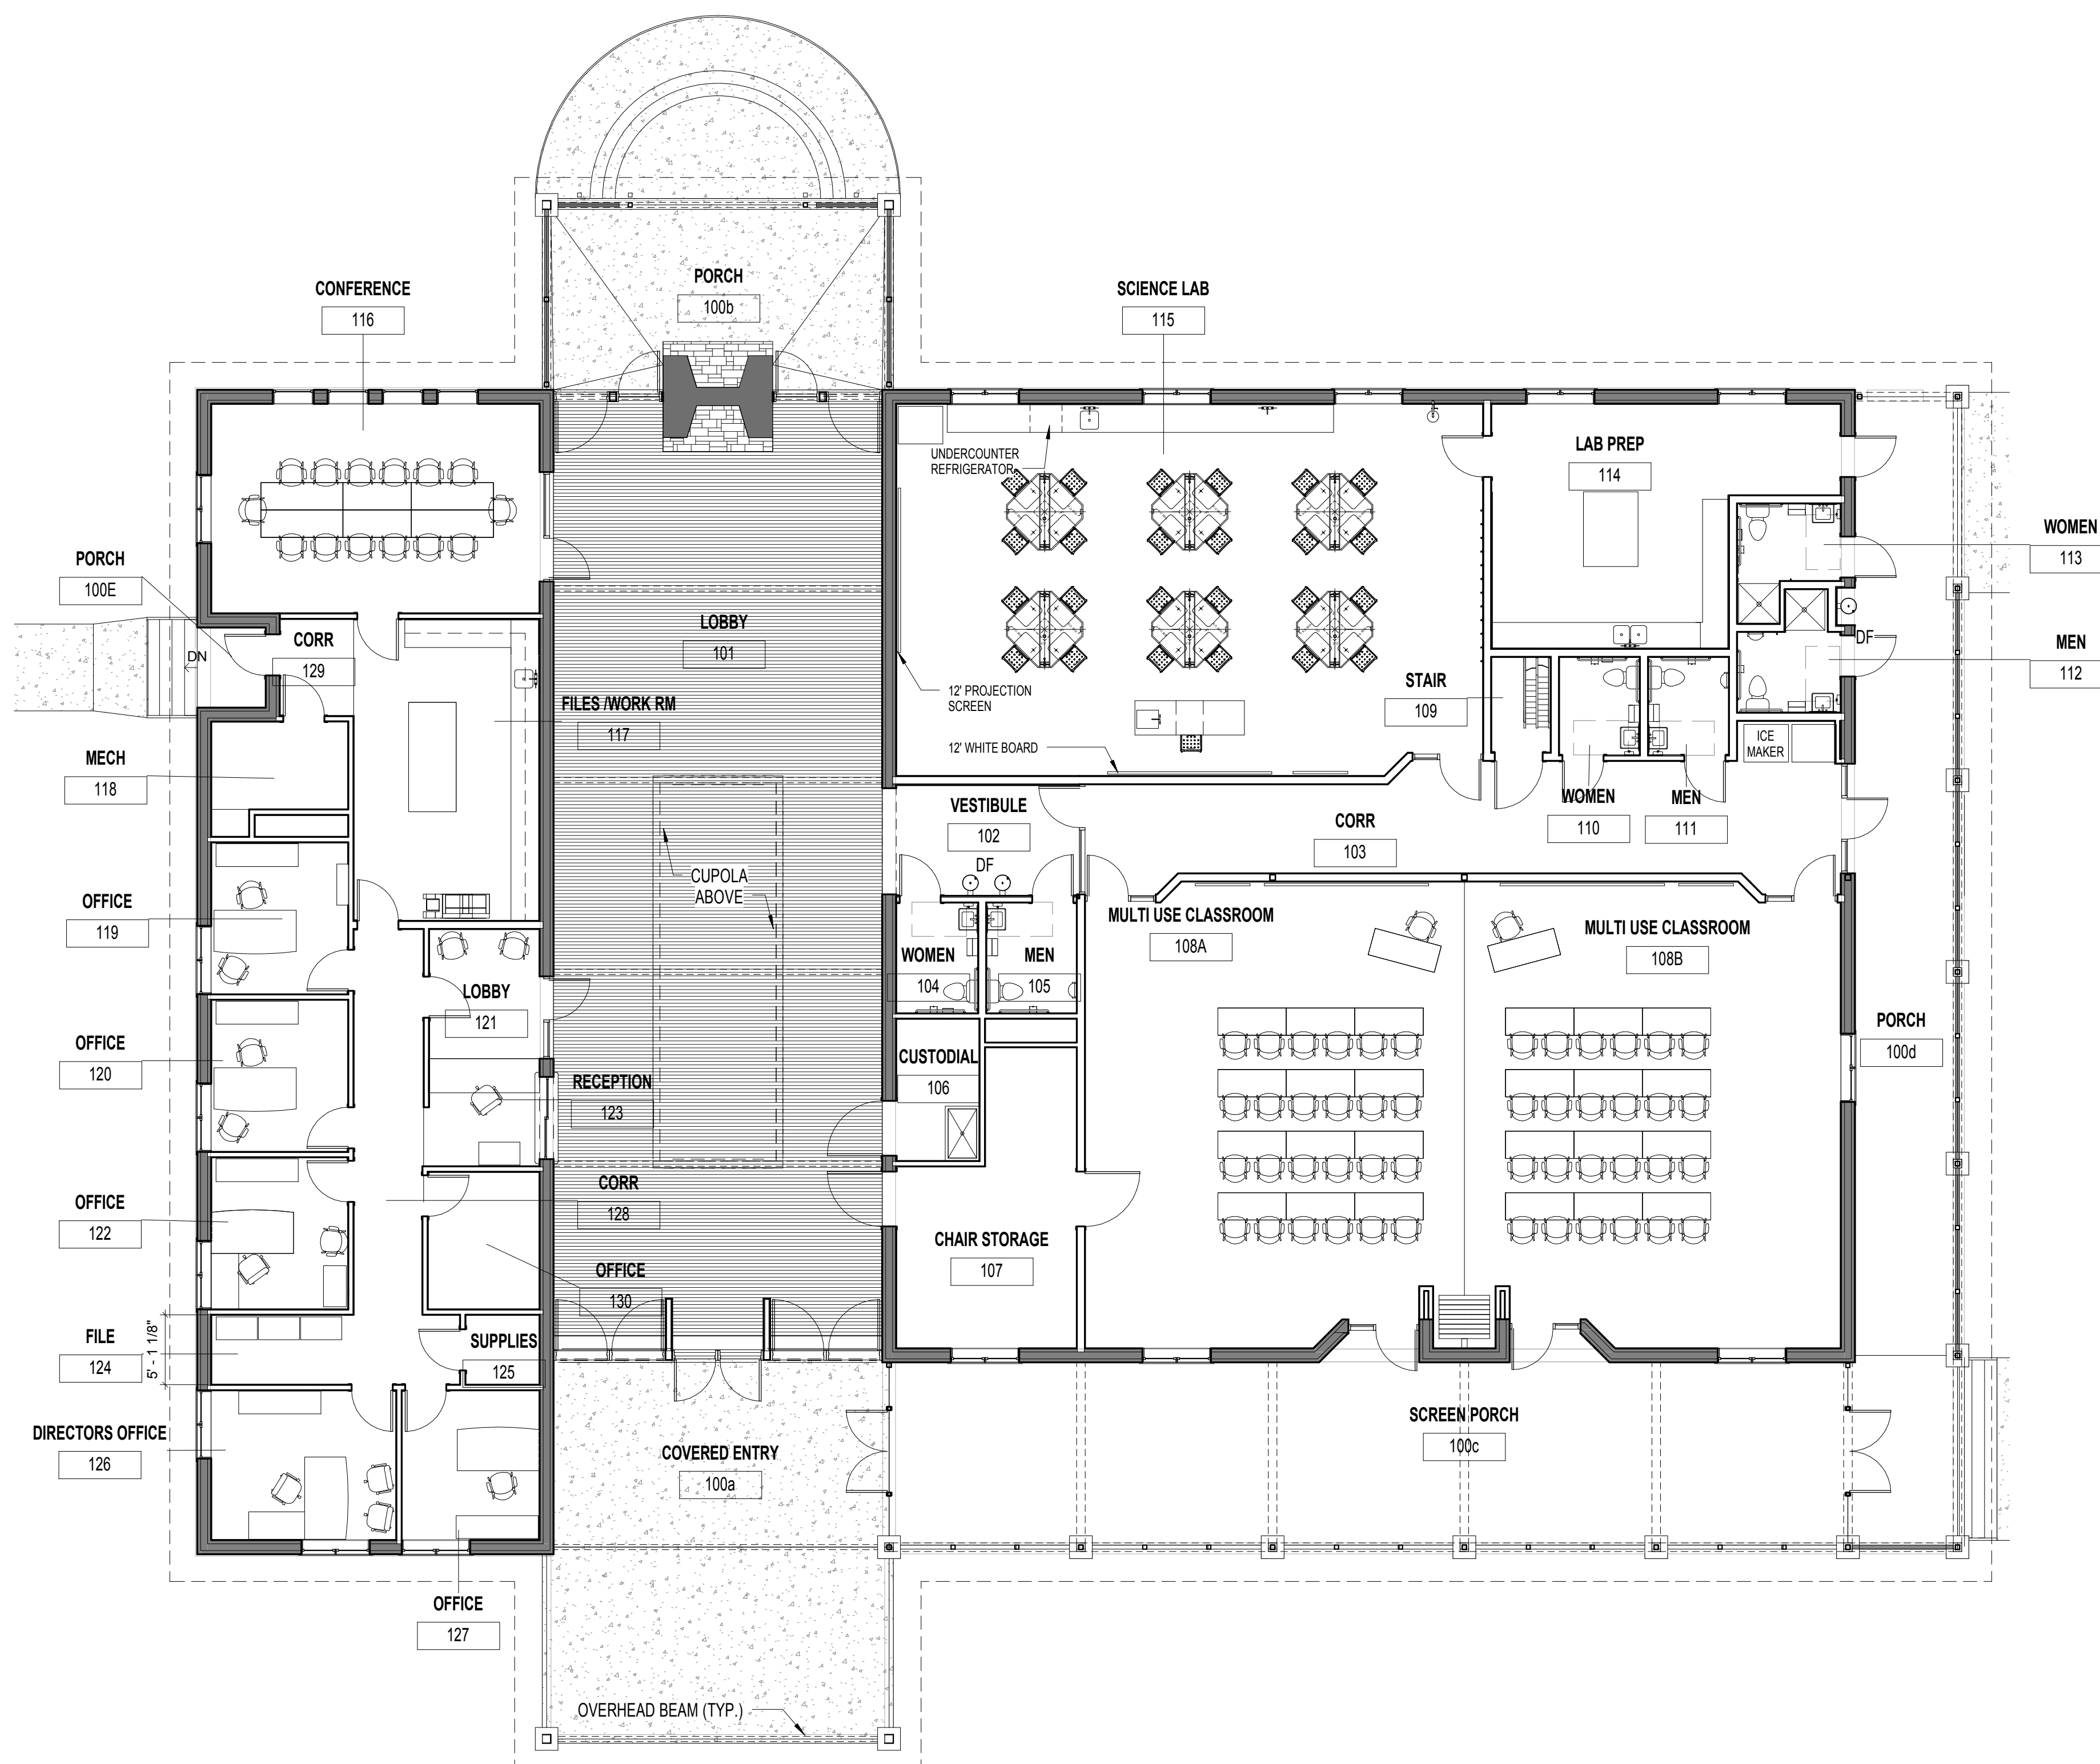 PORCH
100b
CONFERENCE
116
SCIENCE LAB
115
UNDERCOUNTER
REFRIGERATOR
LAB PREP
114
WOMEN
113
PORCH
100E
DN
CORR
129
LOBBY
101
DF
MEN
112
12' PROJECTION
SCREEN
STAIR
109
FILES /WORK RM
117
12' WHITE BOARD
ICE
MAKER
MECH
118
VESTIBULE
102
DF
CORR
103
WOMEN
110
MEN
111
CUPOLA
ABOVE
OFFICE
119
MULTI USE CLASSROOM
108A
MULTI USE CLASSROOM
108B
WOMEN
104
MEN
105
LOBBY
121
PORCH
100d
OFFICE
120
CUSTODIAL
106
RECEPTION
123
CORR
128
OFFICE
122
CHAIR STORAGE
107
OFFICE
130
FILE
124
5' - 1 1/8"
SUPPLIES
125
SCREEN PORCH
100c
DIRECTORS OFFICE
126
COVERED ENTRY
100a
OFFICE
127
OVERHEAD BEAM (TYP.)